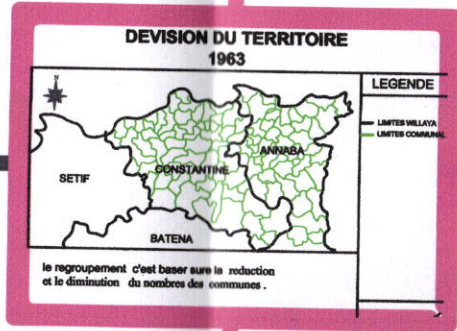 DEVISION DU TERRITOIRE
1963
LEGENDE
N
LIMITES WILLAYA
LIMITES COMMUNAL
ANNABA
CONSTANTINE
SETIF
BATENA
le regroupement c'est baser sure la reduction
et le diminution du nombres des communes .